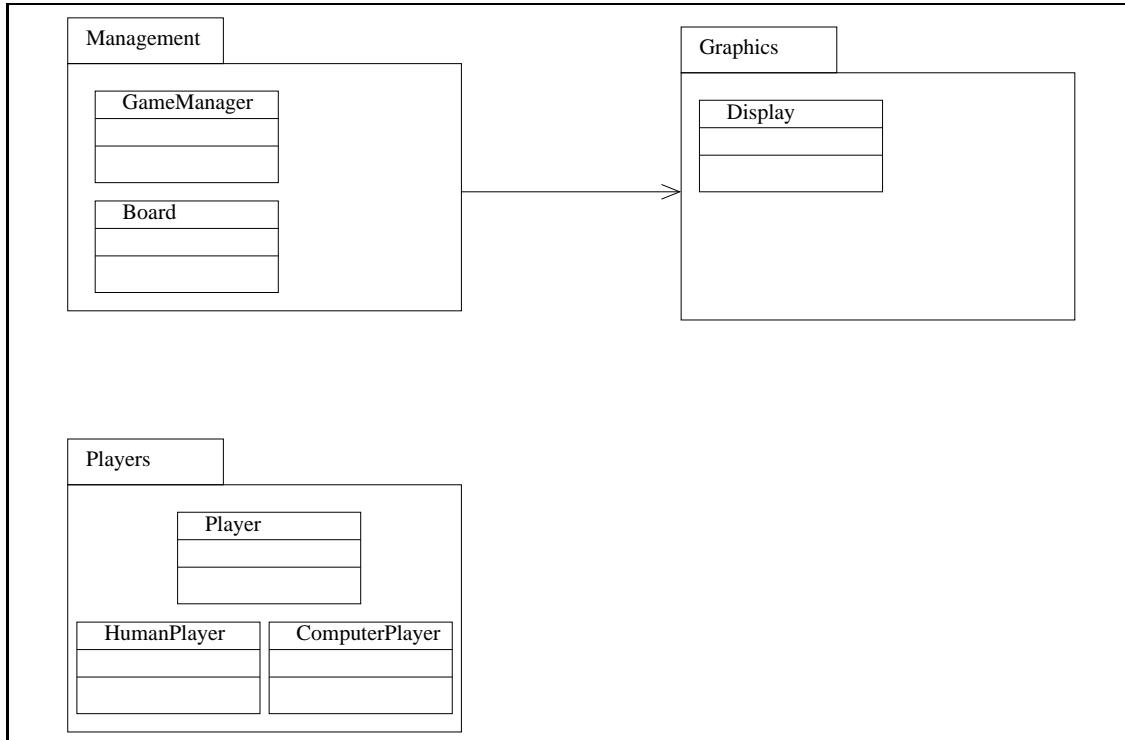 Management
GameManager
Board
Graphics
Display
Players
Player
HumanPlayer
ComputerPlayer